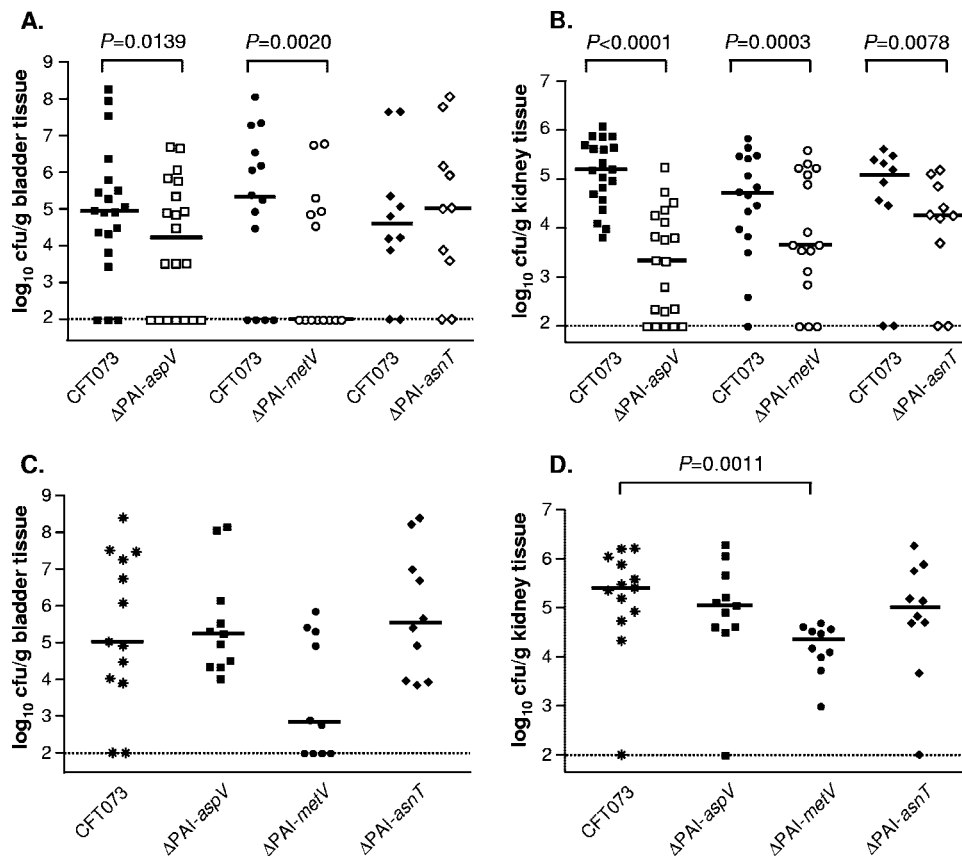 A.
P=0.0139
P=0.0020
log10 cfu/g bladder tissue
9
8
7
6
5
4
3
2
CFT073
ΔPAI-aspV
CFT073
ΔPAI-metV
CFT073
ΔPAI-asnT
B.
P<0.0001
P=0.0003
P=0.0078
log10 cfu/g kidney tissue
7
6
5
4
3
2
CFT073
ΔPAI-aspV
CFT073
ΔPAI-metV
CFT073
ΔPAI-asnT
C.
log10 cfu/g bladder tissue
9
8
7
6
5
4
3
2
CFT073
ΔPAI-aspV
ΔPAI-metV
ΔPAI-asnT
D.
P=0.0011
log10 cfu/g kidney tissue
7
6
5
4
3
2
CFT073
ΔPAI-aspV
ΔPAI-metV
ΔPAI-asnT